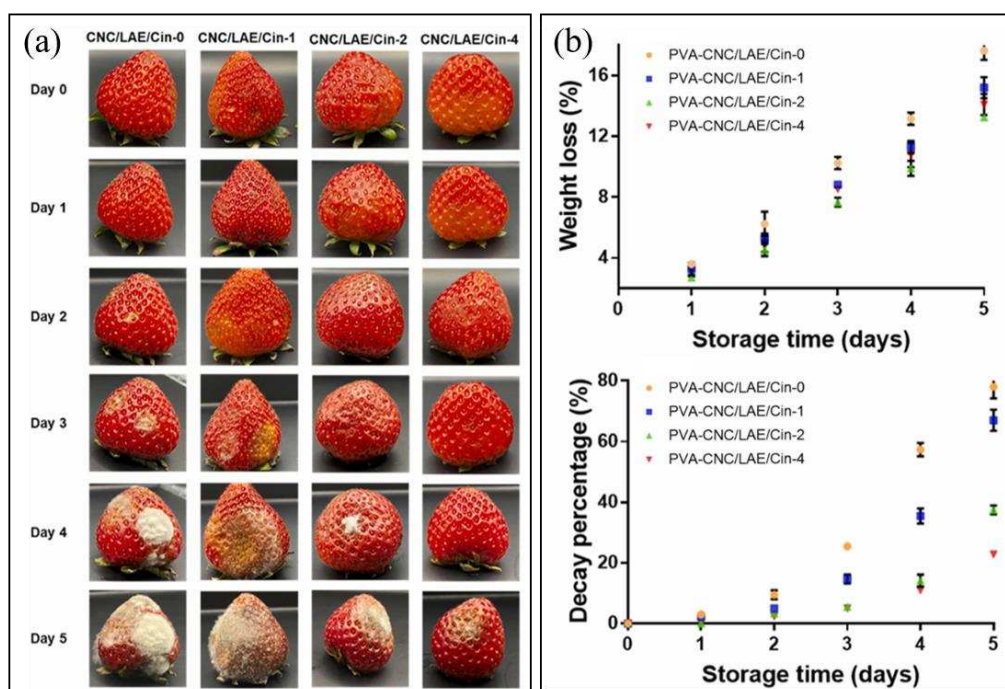 (a)
CNC/LAE/Cin-0 CNC/LAE/Cin-1 CNC/LAE/Cin-2 CNC/LAE/Cin-4
Day 0
Day 1
Day 2
Day 3
Day 4
Day 5
(b)
PVA-CNC/LAE/Cin-0
PVA-CNC/LAE/Cin-1
PVA-CNC/LAE/Cin-2
PVA-CNC/LAE/Cin-4
Weight loss (%)
16
12
8
4
0 1 2 3 4 5
Storage time (days)
PVA-CNC/LAE/Cin-0
PVA-CNC/LAE/Cin-1
PVA-CNC/LAE/Cin-2
PVA-CNC/LAE/Cin-4
Decay percentage (%)
80
60
40
20
0
0 1 2 3 4 5
Storage time (days)